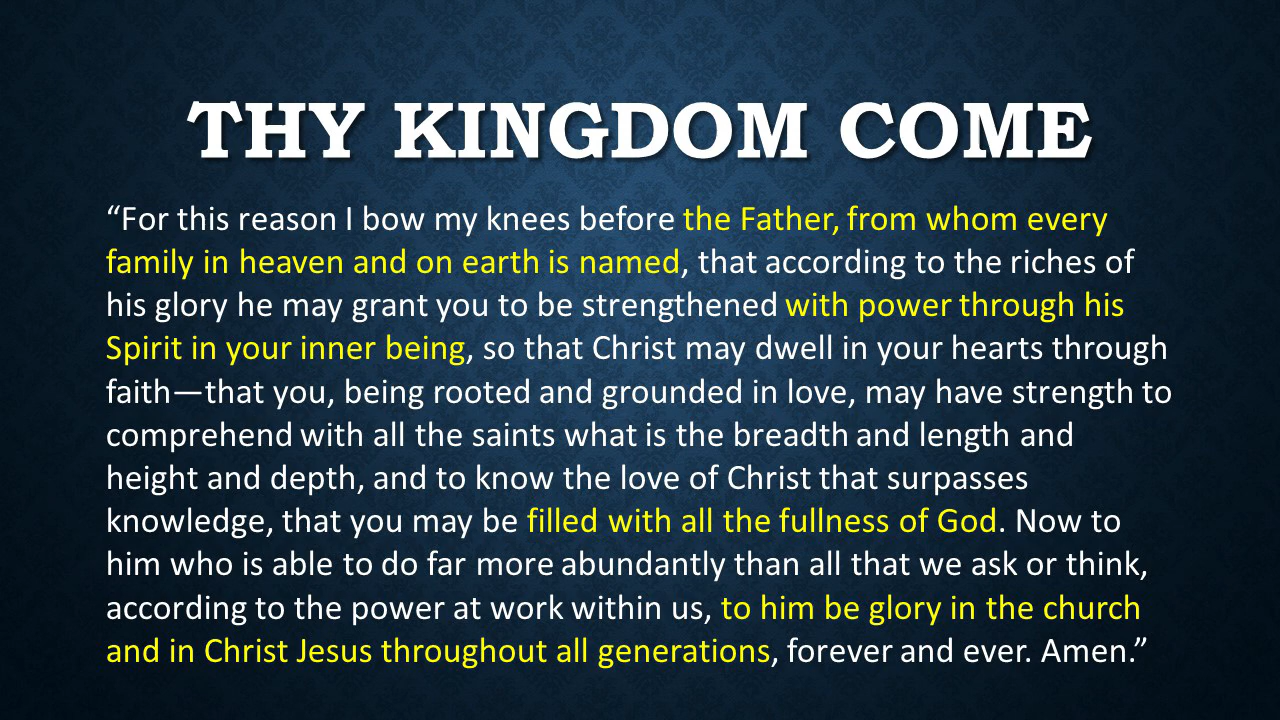 THY KINGDOM COME
“For this reason I bow my knees before the Father, from whom every
family in heaven and on earth is named, that according to the riches of
his glory he may grant you to be strengthened with power through his
Spirit in your inner being, so that Christ may dwell in your hearts through
faith—that you, being rooted and grounded in love, may have strength to
comprehend with all the saints what is the breadth and length and
height and depth, and to know the love of Christ that surpasses
knowledge, that you may be filled with all the fullness of God. Now to
him who is able to do far more abundantly than all that we ask or think,
according to the power at work within us, to him be glory in the church
and in Christ Jesus throughout all generations, forever and ever. Amen.”